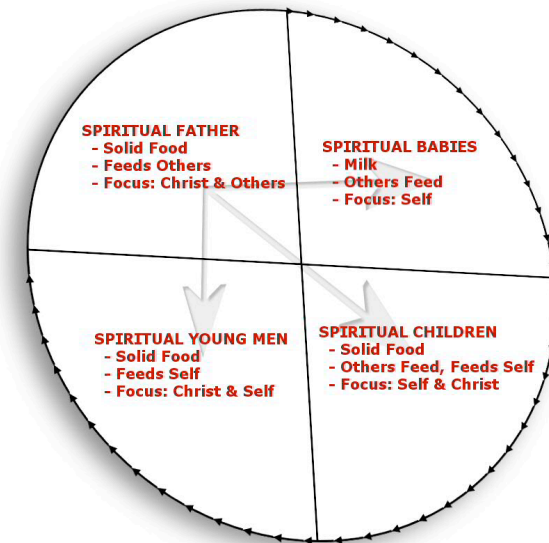 SPIRITUAL FATHER
- Solid Food
- Feeds Others
- Focus: Christ & Others
SPIRITUAL BABIES
- Milk
- Others Feed
- Focus: Self
SPIRITUAL YOUNG MEN
- Solid Food
- Feeds Self
- Focus: Christ & Self
SPIRITUAL CHILDREN
- Solid Food
- Others Feed, Feeds Self
- Focus: Self & Christ